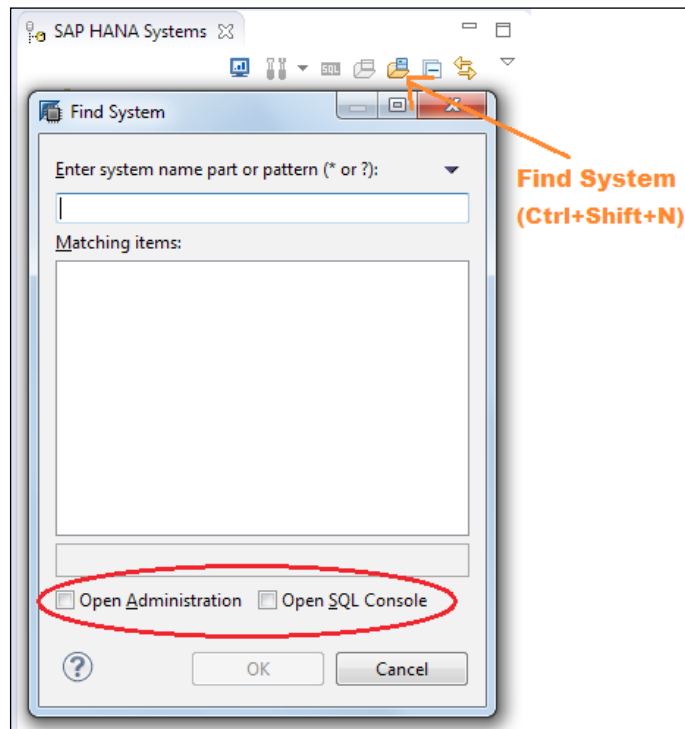 SAP HANA Systems
SQL
Find System
Enter system name part or pattern (* or ?):
Find System
(Ctrl+Shift+N)
Matching items:
Open Administration Open SQL Console
?
OK Cancel